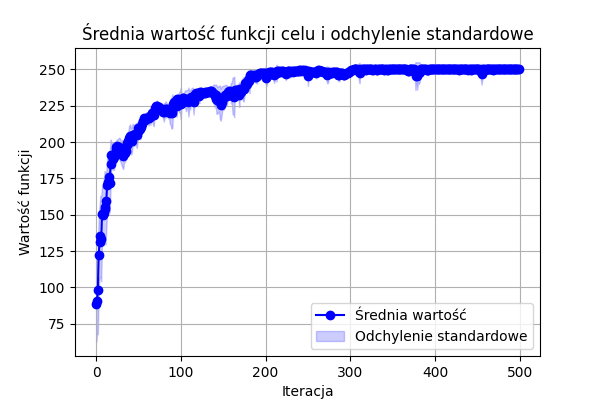 Średnia wartość funkcji celu i odchylenie standardowe
Wartość funkcji
250
225
200
175
150
125
100
75
Średnia wartość
Odchylenie standardowe
0 100 200 300 400 500
Iteracja